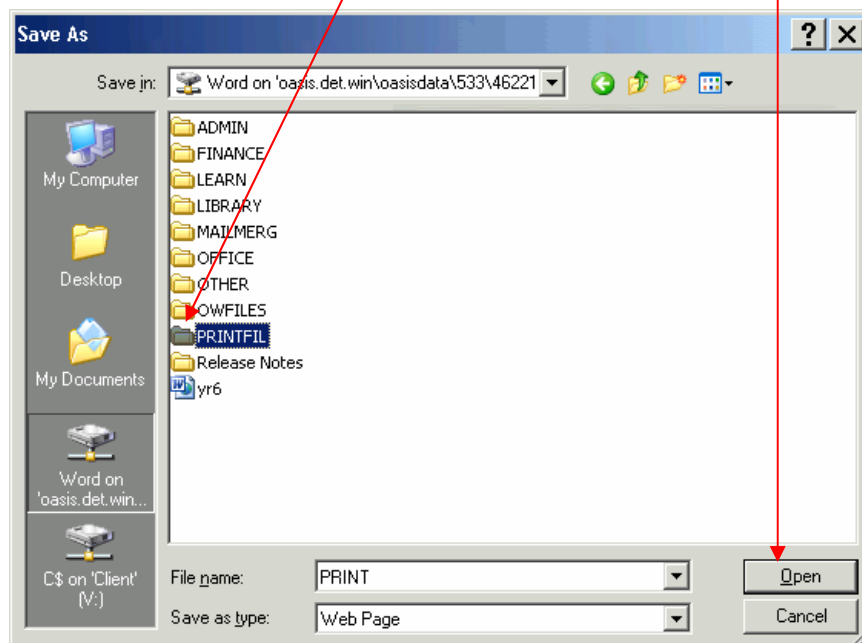 Save As
?
Save in: Word on 'oasis.det.win\oasisdata\533\46221
My Computer
Desktop
My Documents
Word on
'oasis.det.win...
C$ on 'Client'
(V:)
ADMIN
FINANCE
LEARN
LIBRARY
MAILMERG
OFFICE
OTHER
OWFILES
PRINTFIL
Release Notes
yr6
File name: PRINT Open
Save as type: Web Page Cancel